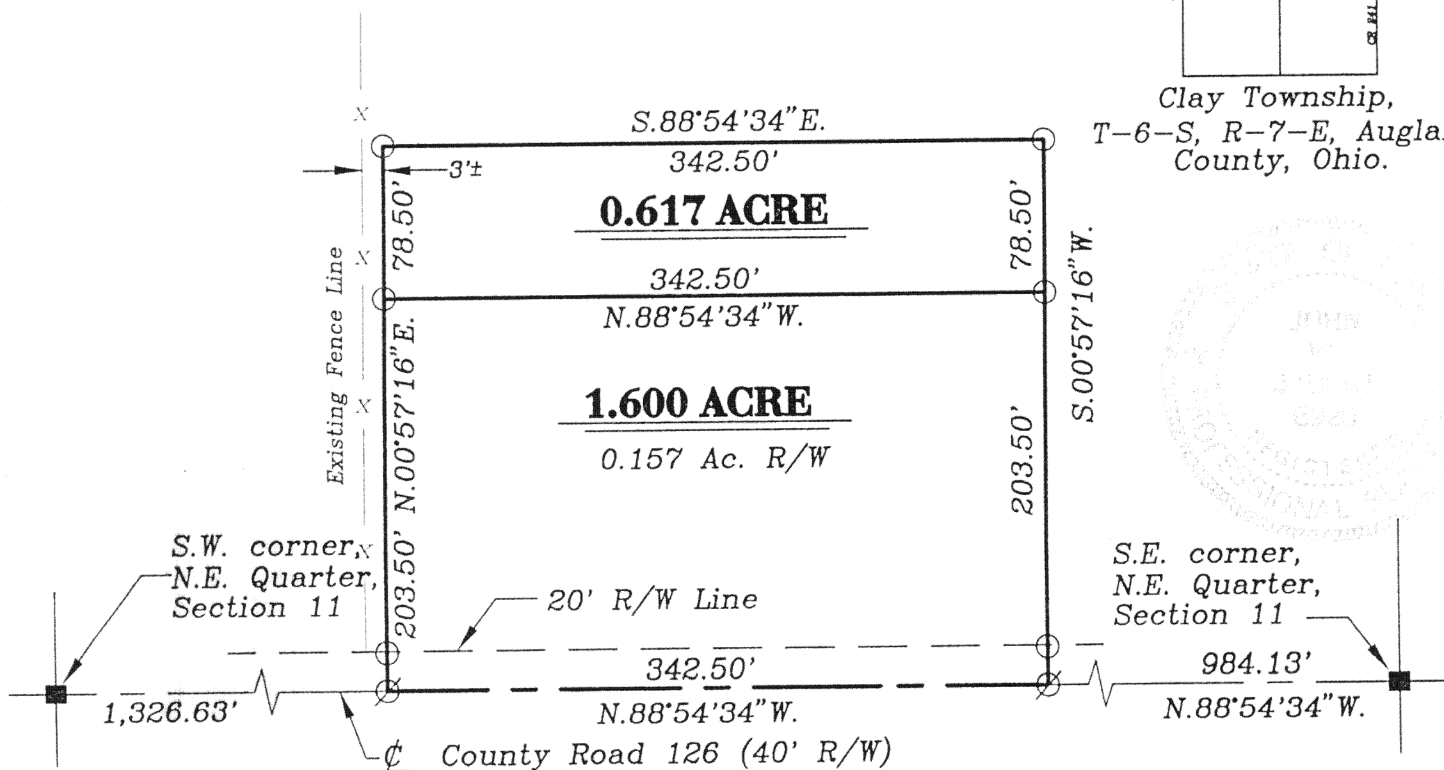 CR 841
Clay Township,
T-6-S, R-7-E, Augla
County, Ohio.
S.88°54'34"E.
342.50'
3'±
78.50'
0.617 ACRE
78.50'
342.50'
N.88°54'34"W.
S.00°57'16"W.
Existing Fence Line
X
X
X
X
N.00°57'16"E.
203.50'
1.600 ACRE
0.157 Ac. R/W
203.50'
JOHN
S.W. corner,
N.E. Quarter,
Section 11
20' R/W Line
S.E. corner,
N.E. Quarter,
Section 11
342.50'
N.88°54'34"W.
984.13'
N.88°54'34"W.
1,326.63'
℄ County Road 126 (40' R/W)